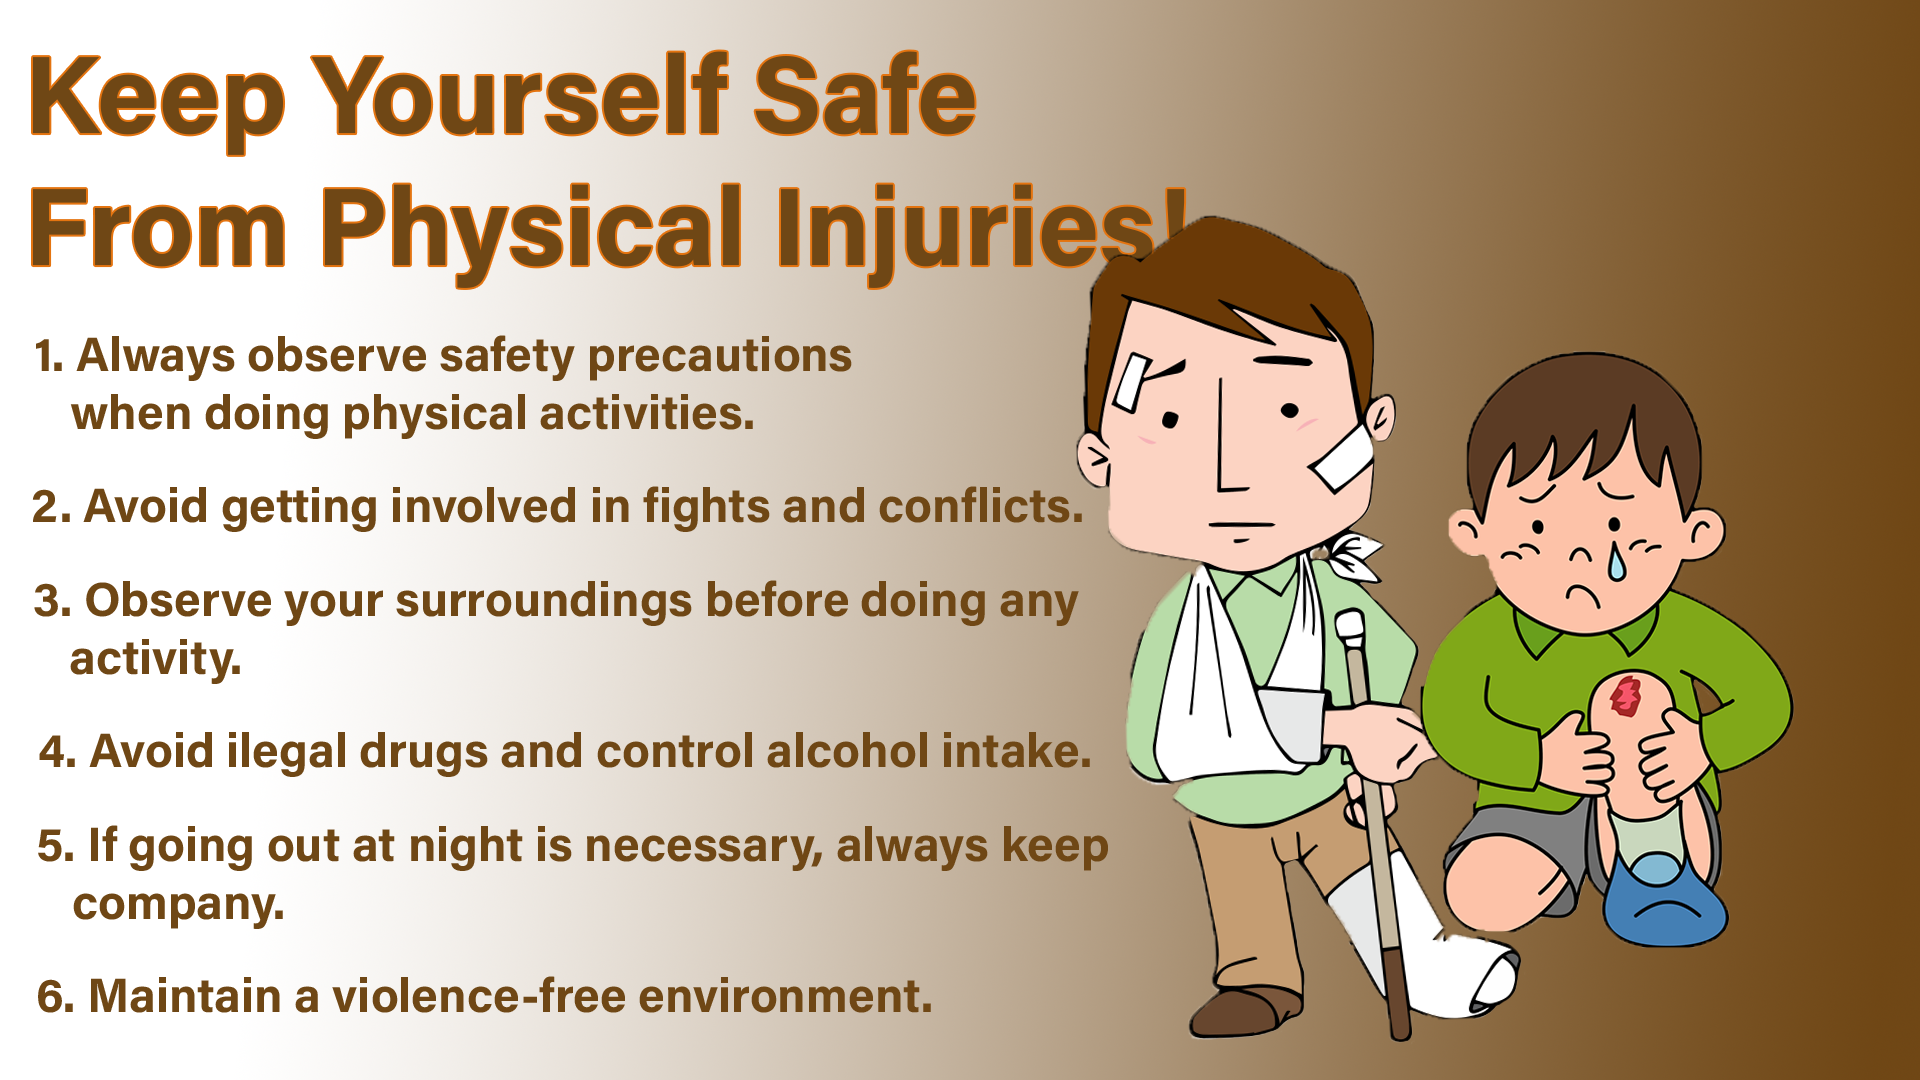 Keep Yourself Safe
From Physical Injuries!
1. Always observe safety precautions
when doing physical activities.
2. Avoid getting involved in fights and conflicts.
3. Observe your surroundings before doing any
activity.
4. Avoid ilegal drugs and control alcohol intake.
5. If going out at night is necessary, always keep
company.
6. Maintain a violence-free environment.